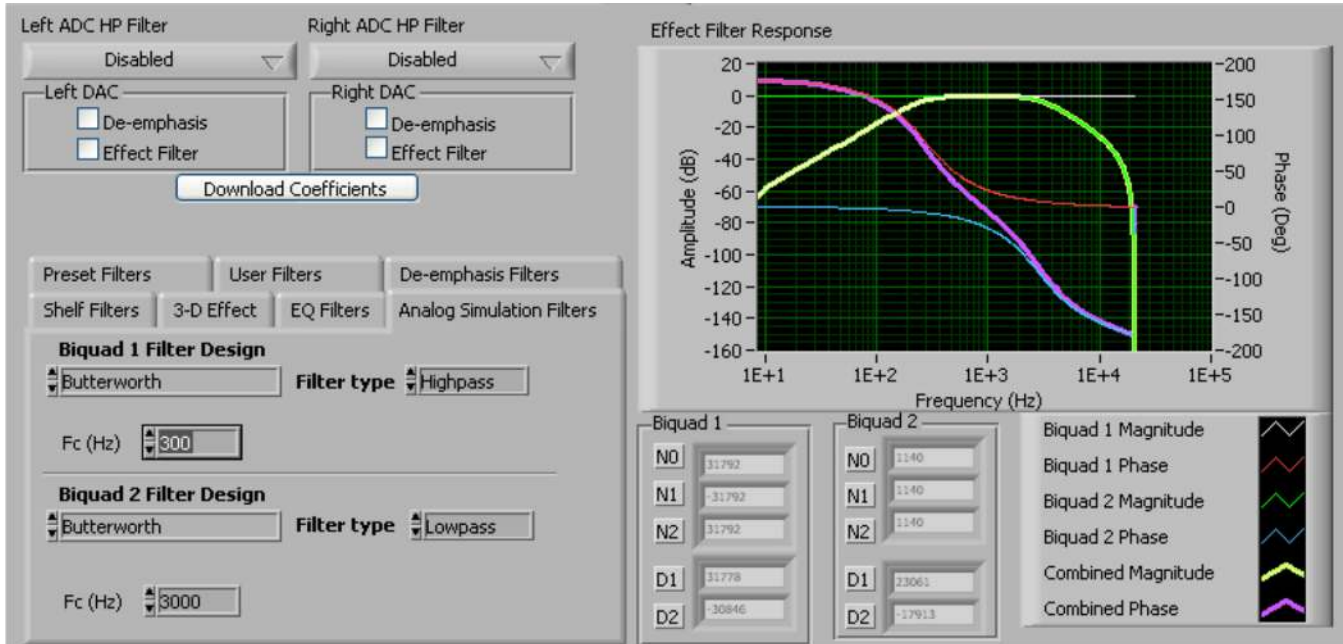 Left ADC HP Filter
Right ADC HP Filter
Disabled
Disabled
Left DAC
Right DAC
De-emphasis
De-emphasis
Effect Filter
Effect Filter
Download Coefficients
Preset Filters
User Filters
De-emphasis Filters
Shelf Filters
3-D Effect
EQ Filters
Analog Simulation Filters
Biquad 1 Filter Design
Butterworth
Filter type
Highpass
Fc (Hz)
300
Biquad 2 Filter Design
Butterworth
Filter type
Lowpass
Fc (Hz)
3000
Effect Filter Response
20
0
-20
-40
-60
-80
-100
-120
-140
-160
Amplitude (dB)
200
150
100
50
0
-50
-100
-150
-200
Phase (Deg)
1E+1
1E+2
1E+3
1E+4
1E+5
Frequency (Hz)
Biquad 1
N0
31792
N1
-31792
N2
31792
D1
31778
D2
-30846
Biquad 2
N0
1140
N1
1140
N2
1140
D1
23061
D2
-17913
Biquad 1 Magnitude
Biquad 1 Phase
Biquad 2 Magnitude
Biquad 2 Phase
Combined Magnitude
Combined Phase